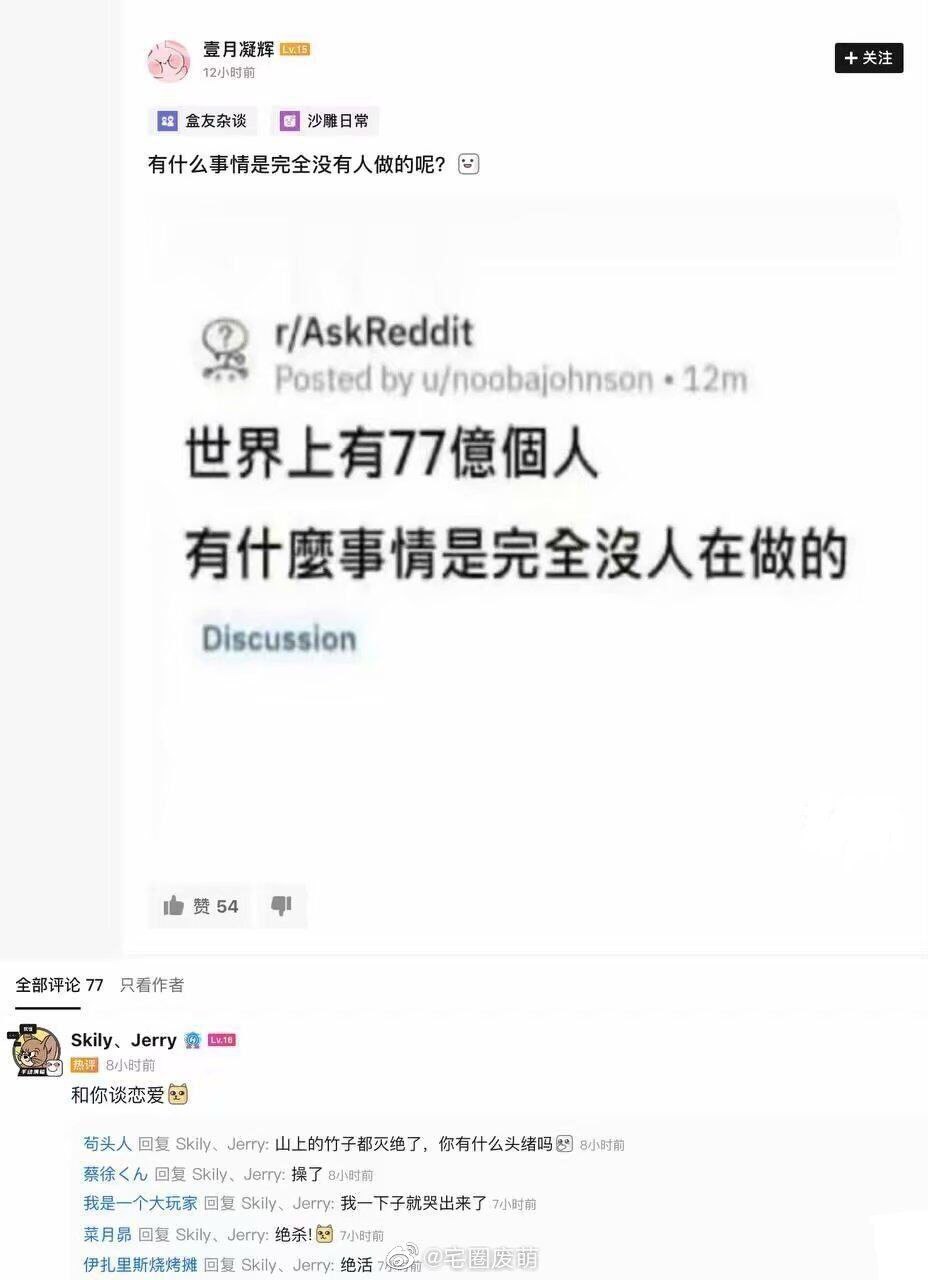 壹月凝辉 Lv.15
12小时前
+ 关注
盒友杂谈 沙雕日常
有什么事情是完全没有人做的呢?
r/AskReddit
Posted by u/noobajohnson • 12m
世界上有77億個人
有什麼事情是完全沒人在做的
Discussion
赞 54
全部评论 77 只看作者
Skily、Jerry Lv.16
热评 8小时前
和你谈恋爱
苟头人 回复 Skily、Jerry: 山上的竹子都灭绝了，你有什么头绪吗 8小时前
蔡徐くん 回复 Skily、Jerry: 操了 8小时前
我是一个大玩家 回复 Skily、Jerry: 我一下子就哭出来了 7小时前
菜月昴 回复 Skily、Jerry: 绝杀! 7小时前
伊扎里斯烧烤摊 回复 Skily、Jerry: 绝活 7小时前
@宅圈发萌